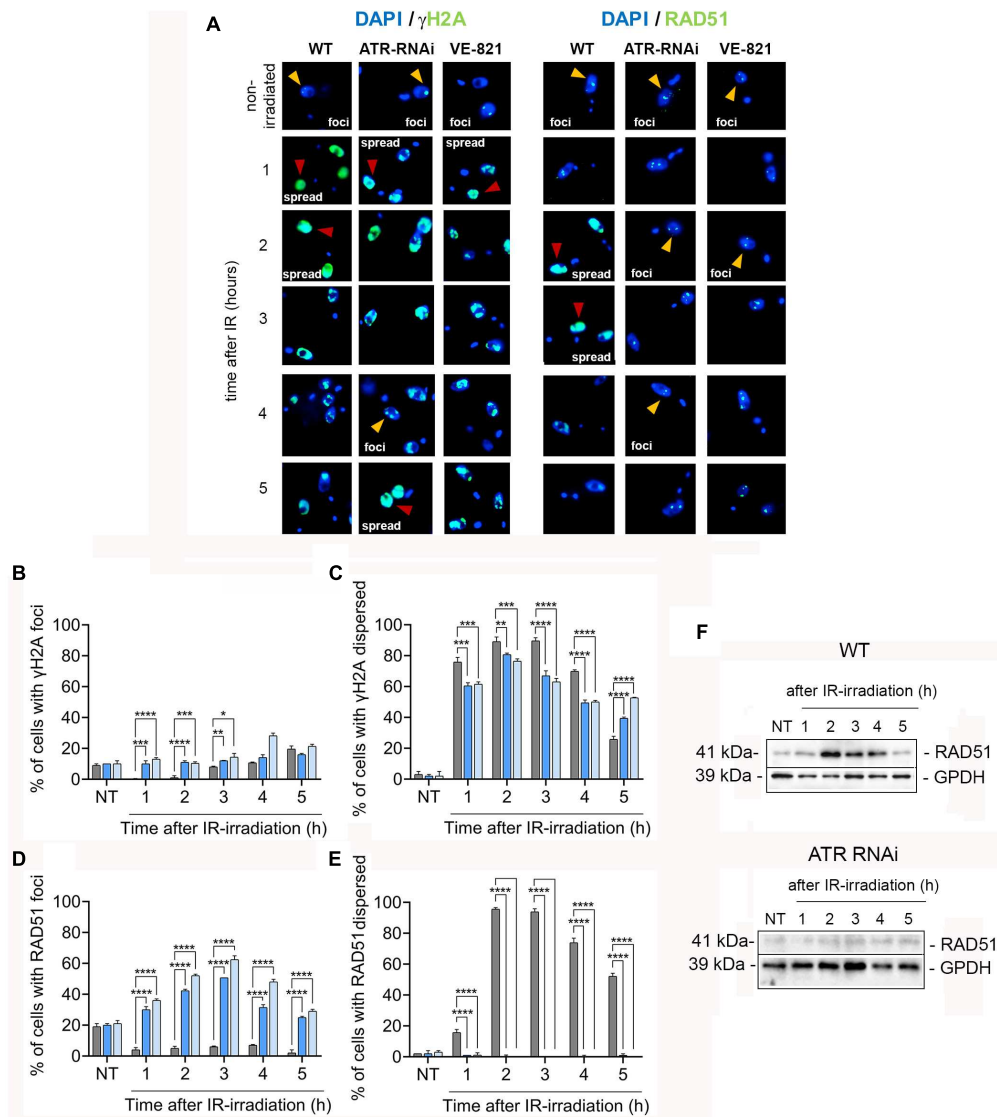 A
DAPI / γH2A
DAPI / RAD51
WT ATR-RNAi VE-821 WT ATR-RNAi VE-821
non-irradiated
foci foci foci foci foci foci
time after IR (hours)
1
spread spread spread
2
spread spread foci foci
3
spread
4
foci foci
5
spread
B
% of cells with γH2A foci
100
80
60
40
20
0
**** *** *** **** * **
NT 1 2 3 4 5
Time after IR-irradiation (h)
C
% of cells with γH2A dispersed
100
80
60
40
20
0
*** *** *** ** **** **** **** **** **** ****
NT 1 2 3 4 5
Time after IR-irradiation (h)
D
% of cells with RAD51 foci
100
80
60
40
20
0
**** **** **** **** **** **** **** **** **** ****
NT 1 2 3 4 5
Time after IR-irradiation (h)
E
% of cells with RAD51 dispersed
100
80
60
40
20
0
**** **** **** **** **** **** **** **** **** ****
NT 1 2 3 4 5
Time after IR-irradiation (h)
F
WT
after IR-irradiation (h)
NT 1 2 3 4 5
41 kDa- - RAD51
39 kDa- - GPDH
ATR RNAi
after IR-irradiation (h)
NT 1 2 3 4 5
41 kDa- - RAD51
39 kDa- - GPDH